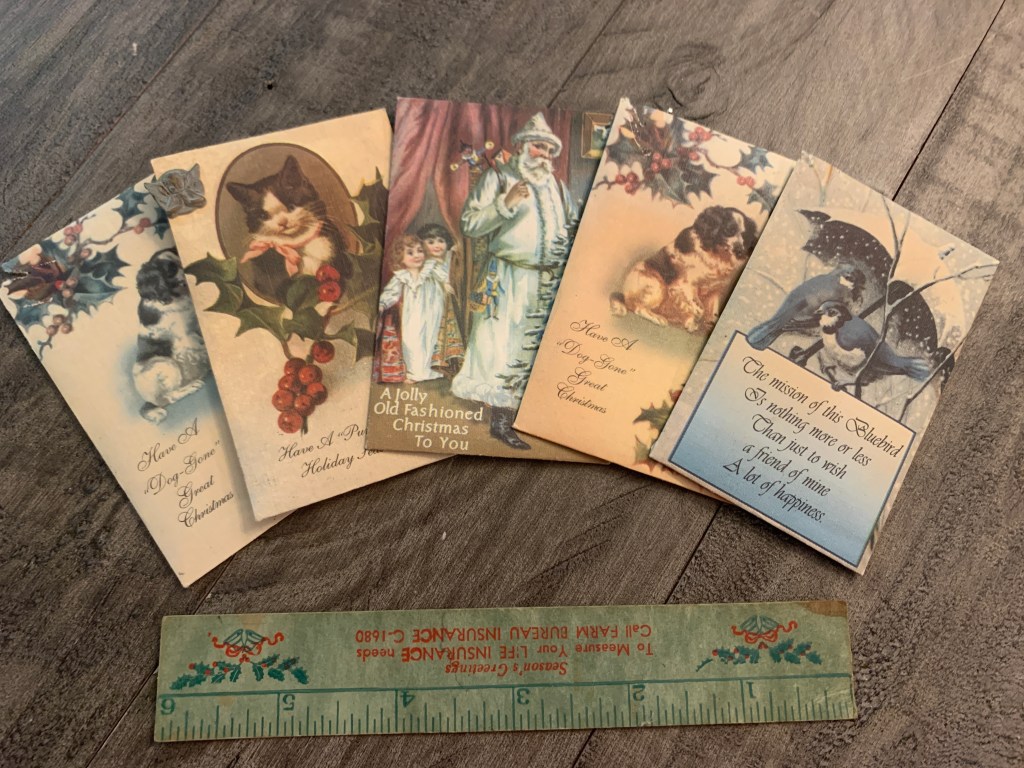 Have A
"Dog-Gone"
Great
Christmas
Have A "Pur
Holiday
A Jolly
Old Fashioned
Christmas
To You
Have A
"Dog-Gone"
Great
Christmas
The mission of this Bluebird
Is nothing more or less
Than just to wish
a friend of mine
A lot of happiness.
Season's Greetings
To Measure Your LIFE INSURANCE needs
Call FARM BUREAU INSURANCE C-1680
6 5 4 3 2 1